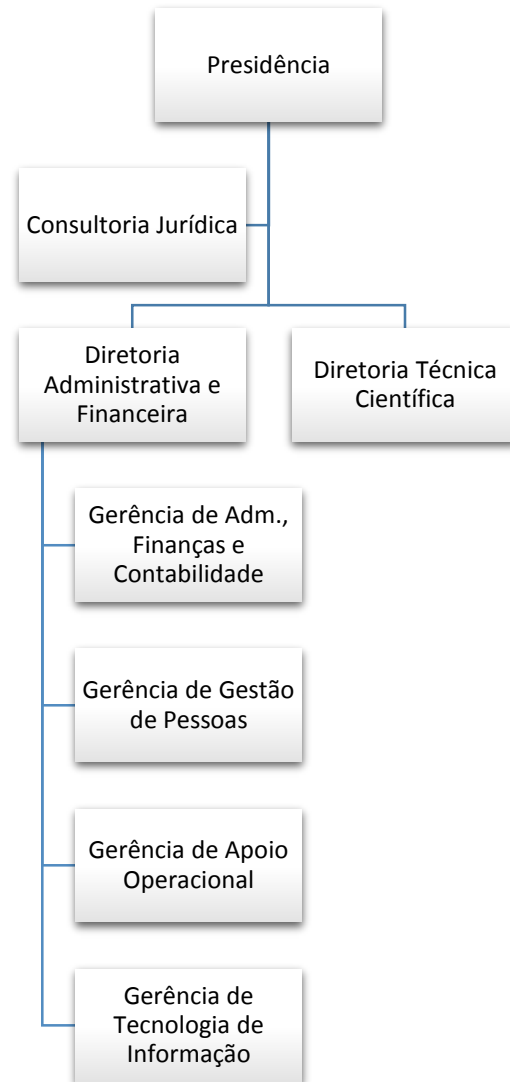 Presidência
Consultoria Jurídica
Diretoria
Administrativa e
Financeira
Diretoria Técnica
Científica
Gerência de Adm.,
Finanças e
Contabilidade
Gerência de Gestão
de Pessoas
Gerência de Apoio
Operacional
Gerência de
Tecnologia de
Informação